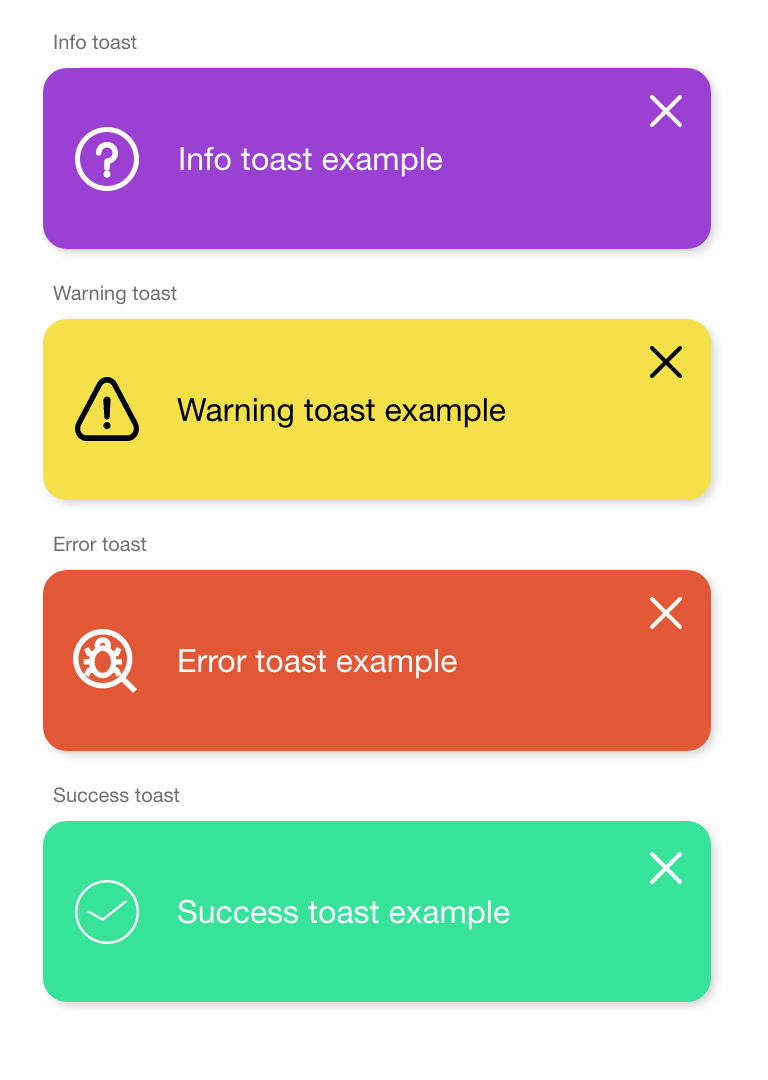 Info toast
Info toast example
Warning toast
Warning toast example
Error toast
Error toast example
Success toast
Success toast example